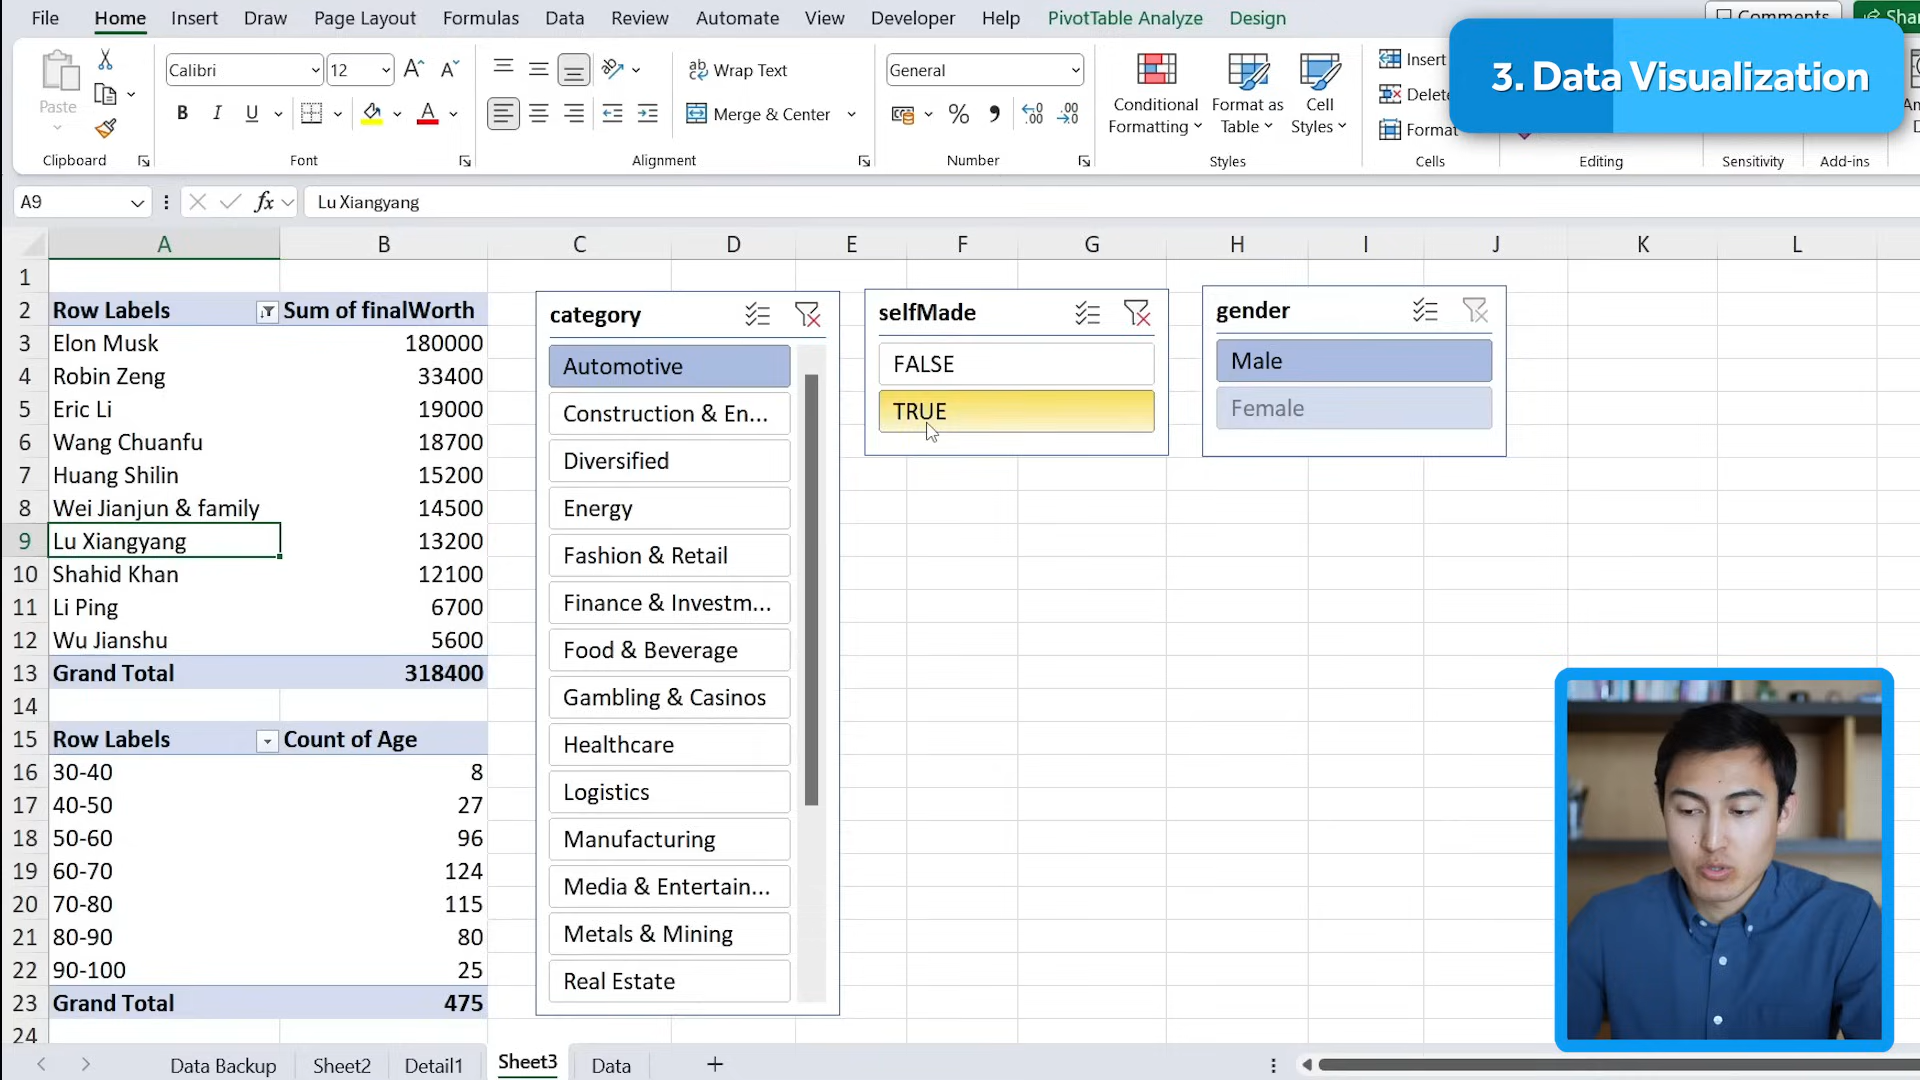 File Home Insert Draw Page Layout Formulas Data Review Automate View Developer Help PivotTable Analyze Design Comments
3. Data Visualization
Paste
Calibri 12
B I U
Wrap Text
Merge & Center
General
Conditional Formatting
Format as Table
Cell Styles
Insert
Delete
Format
Clipboard Font Alignment Number Styles Cells Editing Sensitivity Add-ins
A9 fx Lu Xiangyang
A B C D E F G H I J K L
1
2 Row Labels Sum of finalWorth
3 Elon Musk 180000
4 Robin Zeng 33400
5 Eric Li 19000
6 Wang Chuanfu 18700
7 Huang Shilin 15200
8 Wei Jianjun & family 14500
9 Lu Xiangyang 13200
10 Shahid Khan 12100
11 Li Ping 6700
12 Wu Jianshu 5600
13 Grand Total 318400
14
15 Row Labels Count of Age
16 30-40 8
17 40-50 27
18 50-60 96
19 60-70 124
20 70-80 115
21 80-90 80
22 90-100 25
23 Grand Total 475
24
category
Automotive
Construction & En...
Diversified
Energy
Fashion & Retail
Finance & Investm...
Food & Beverage
Gambling & Casinos
Healthcare
Logistics
Manufacturing
Media & Entertain...
Metals & Mining
Real Estate
selfMade
FALSE
TRUE
gender
Male
Female
Data Backup Sheet2 Detail1 Sheet3 Data